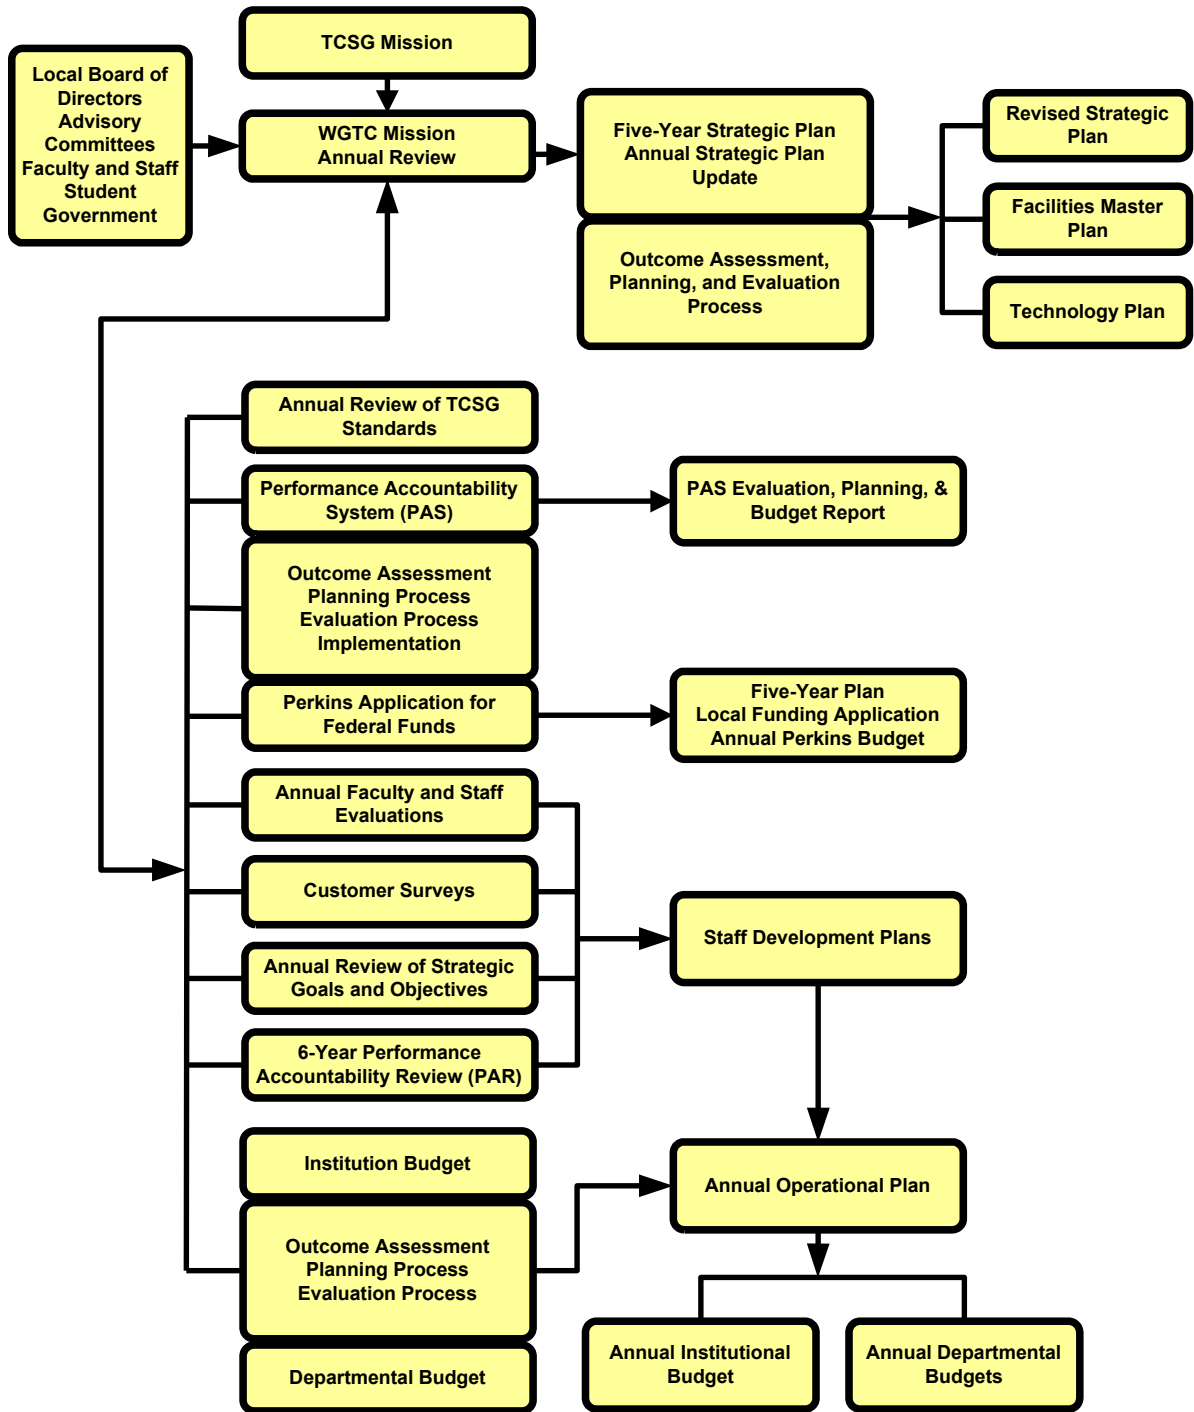 TCSG Mission
Local Board of
Directors
Advisory
Committees
Faculty and Staff
Student
Government
WGTC Mission
Annual Review
Five-Year Strategic Plan
Annual Strategic Plan
Update
Outcome Assessment,
Planning, and Evaluation
Process
Revised Strategic
Plan
Facilities Master
Plan
Technology Plan
Annual Review of TCSG
Standards
Performance Accountability
System (PAS)
PAS Evaluation, Planning, &
Budget Report
Outcome Assessment
Planning Process
Evaluation Process
Implementation
Perkins Application for
Federal Funds
Five-Year Plan
Local Funding Application
Annual Perkins Budget
Annual Faculty and Staff
Evaluations
Customer Surveys
Annual Review of Strategic
Goals and Objectives
6-Year Performance
Accountability Review (PAR)
Staff Development Plans
Institution Budget
Outcome Assessment
Planning Process
Evaluation Process
Departmental Budget
Annual Operational Plan
Annual Institutional
Budget
Annual Departmental
Budgets